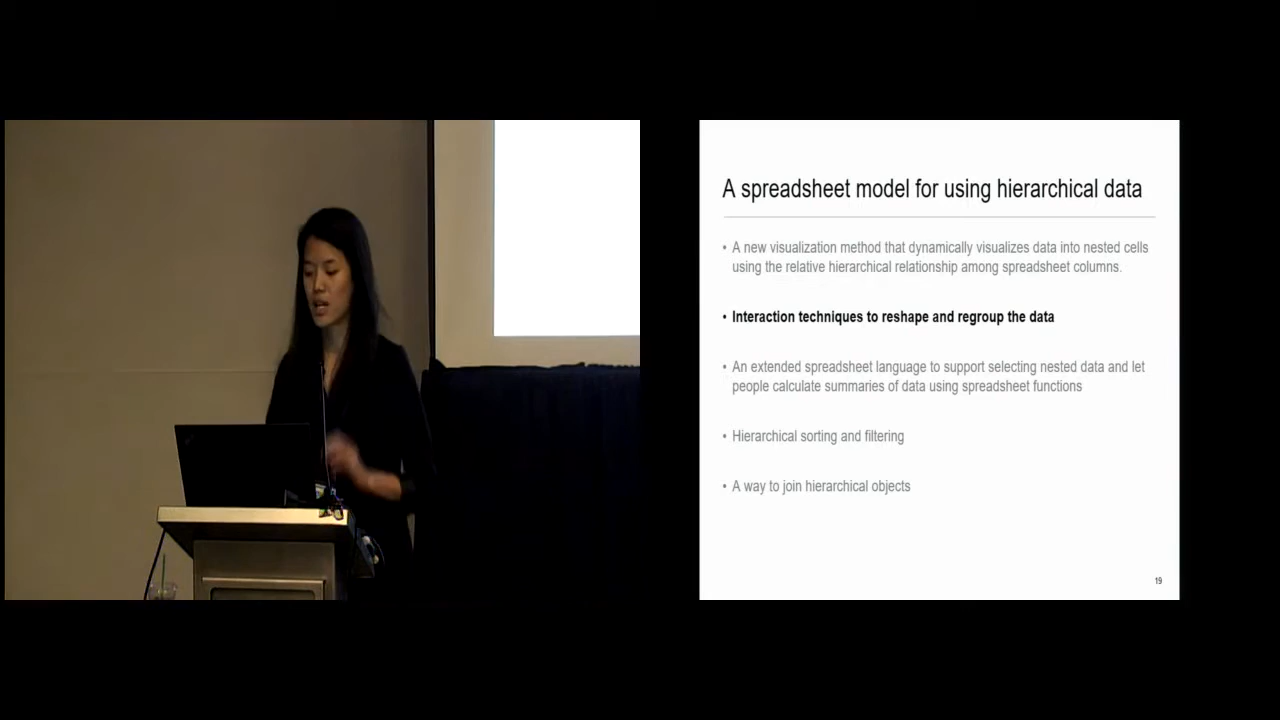 A spreadsheet model for using hierarchical data
• A new visualization method that dynamically visualizes data into nested cells
using the relative hierarchical relationship among spreadsheet columns.
• Interaction techniques to reshape and regroup the data
• An extended spreadsheet language to support selecting nested data and let
people calculate summaries of data using spreadsheet functions
• Hierarchical sorting and filtering
• A way to join hierarchical objects
19